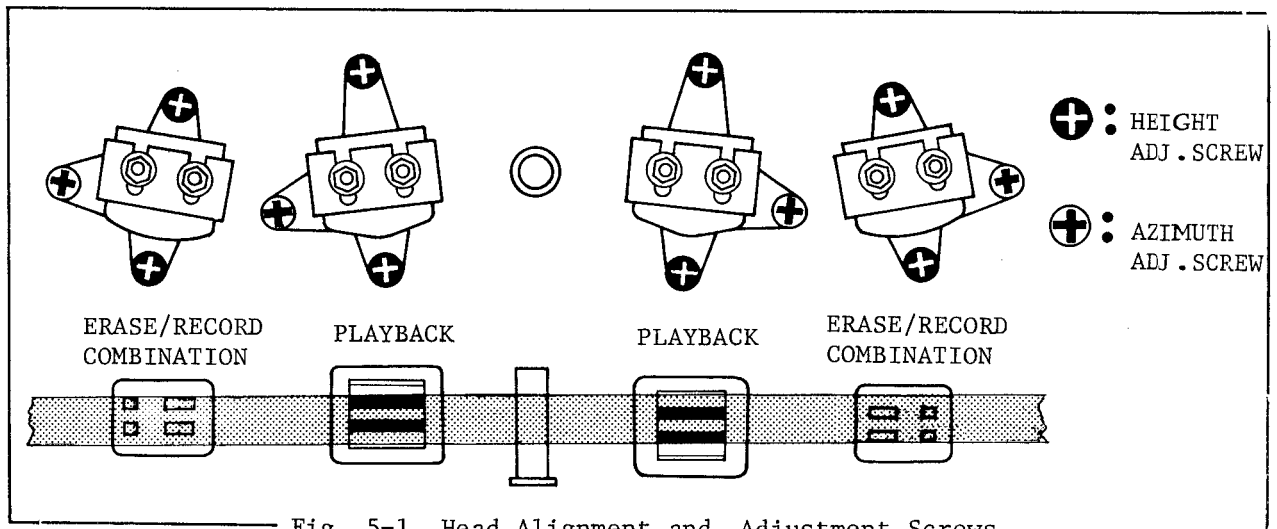 : HEIGHT
ADJ.SCREW
: AZIMUTH
ADJ.SCREW
ERASE/RECORD
COMBINATION
PLAYBACK
PLAYBACK
ERASE/RECORD
COMBINATION
Fig. 5-1 Head Alignment and Adjustment Screws